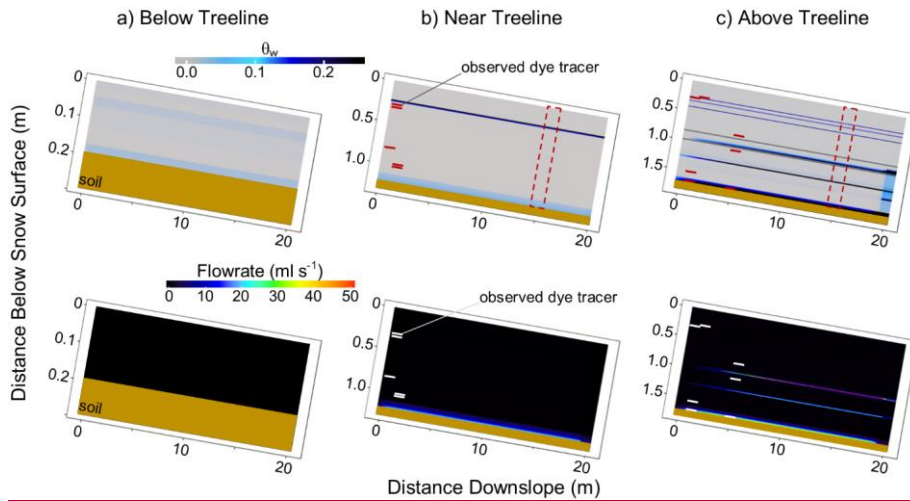 a) Below Treeline
b) Near Treeline
c) Above Treeline
θw
0.0 0.1 0.2
observed dye tracer
Distance Below Snow Surface (m)
0
0.1
0.2
soil
0 10 20
0
0.5
1.0
0 10 20
0
0.5
1.0
1.5
0 10 20
Flowrate (ml s⁻¹)
0 10 20 30 40 50
observed dye tracer
0
0.1
0.2
soil
0 10 20
0
0.5
1.0
0 10 20
0
0.5
1.0
1.5
0 10 20
Distance Downslope (m)